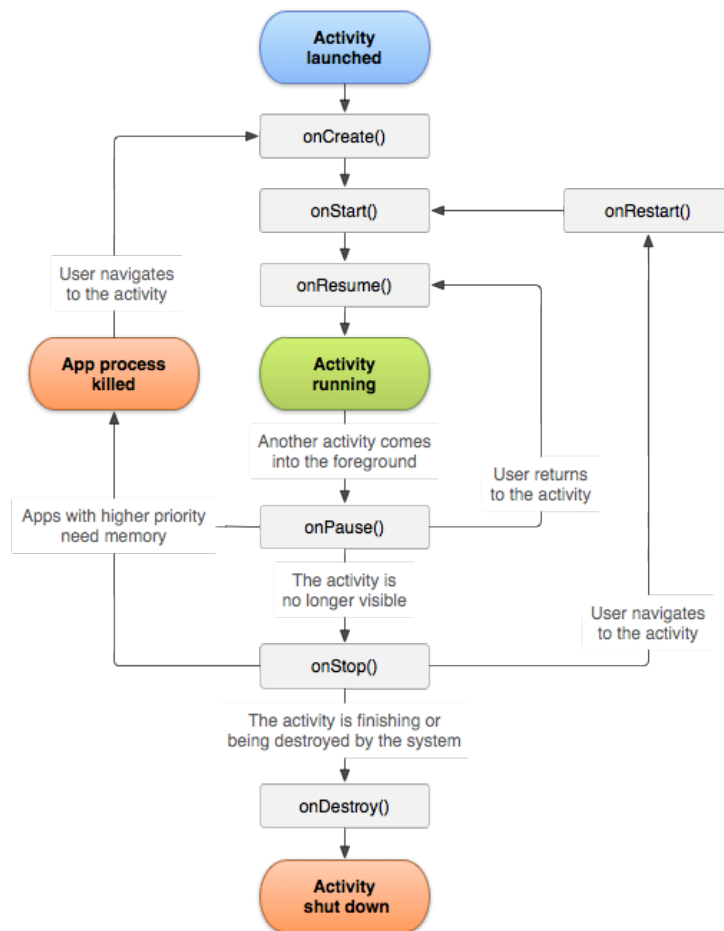 Activity
launched
onCreate()
onStart()
onRestart()
User navigates
to the activity
onResume()
App process
killed
Activity
running
Another activity comes
into the foreground
User returns
to the activity
Apps with higher priority
need memory
onPause()
The activity is
no longer visible
User navigates
to the activity
onStop()
The activity is finishing or
being destroyed by the system
onDestroy()
Activity
shut down